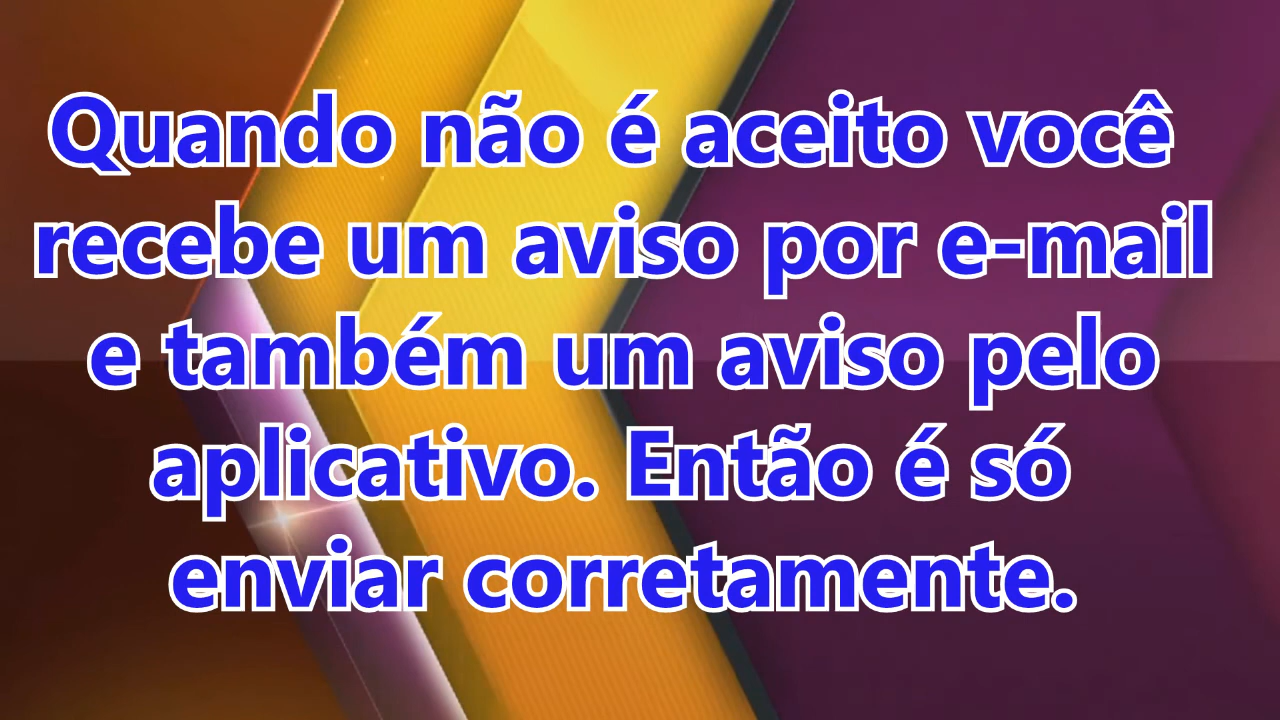 Quando não é aceito você
recebe um aviso por e-mail
e também um aviso pelo
aplicativo. Então é só
enviar corretamente.